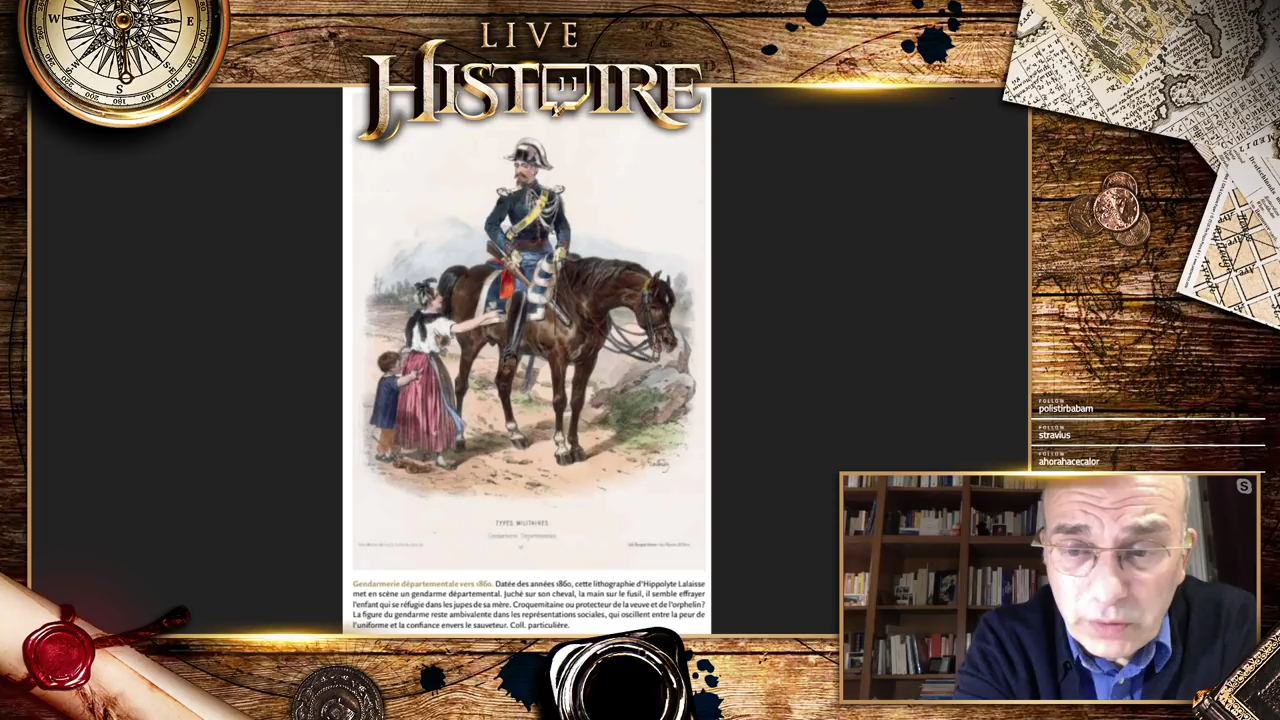 LIVE
HISTOIRE
FOLLOW
polistirbabam
FOLLOW
stravius
FOLLOW
ahorahacecalor
TYPES MILITAIRES
Gendarmerie Départementale
Gendarmerie départementale vers 1860. Datée des années 1860, cette lithographie d'Hippolyte Lalaisse
met en scène un gendarme départemental. Juché sur son cheval, la main sur le fusil, il semble effrayer
l'enfant qui se réfugie dans les jupes de sa mère. Croquemitaine ou protecteur de la veuve et de l'orphelin?
La figure du gendarme reste ambivalente dans les représentations sociales, qui oscillent entre la peur de
l'uniforme et la confiance envers le sauveteur. Coll. particulière.